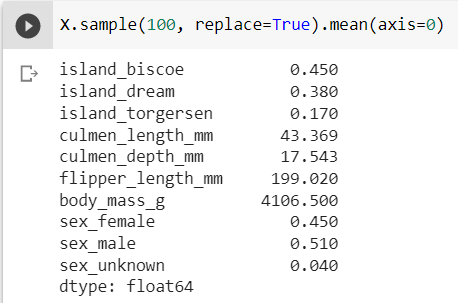 X.sample(100, replace=True).mean(axis=0)
island_biscoe 0.450
island_dream 0.380
island_torgersen 0.170
culmen_length_mm 43.369
culmen_depth_mm 17.543
flipper_length_mm 199.020
body_mass_g 4106.500
sex_female 0.450
sex_male 0.510
sex_unknown 0.040
dtype: float64